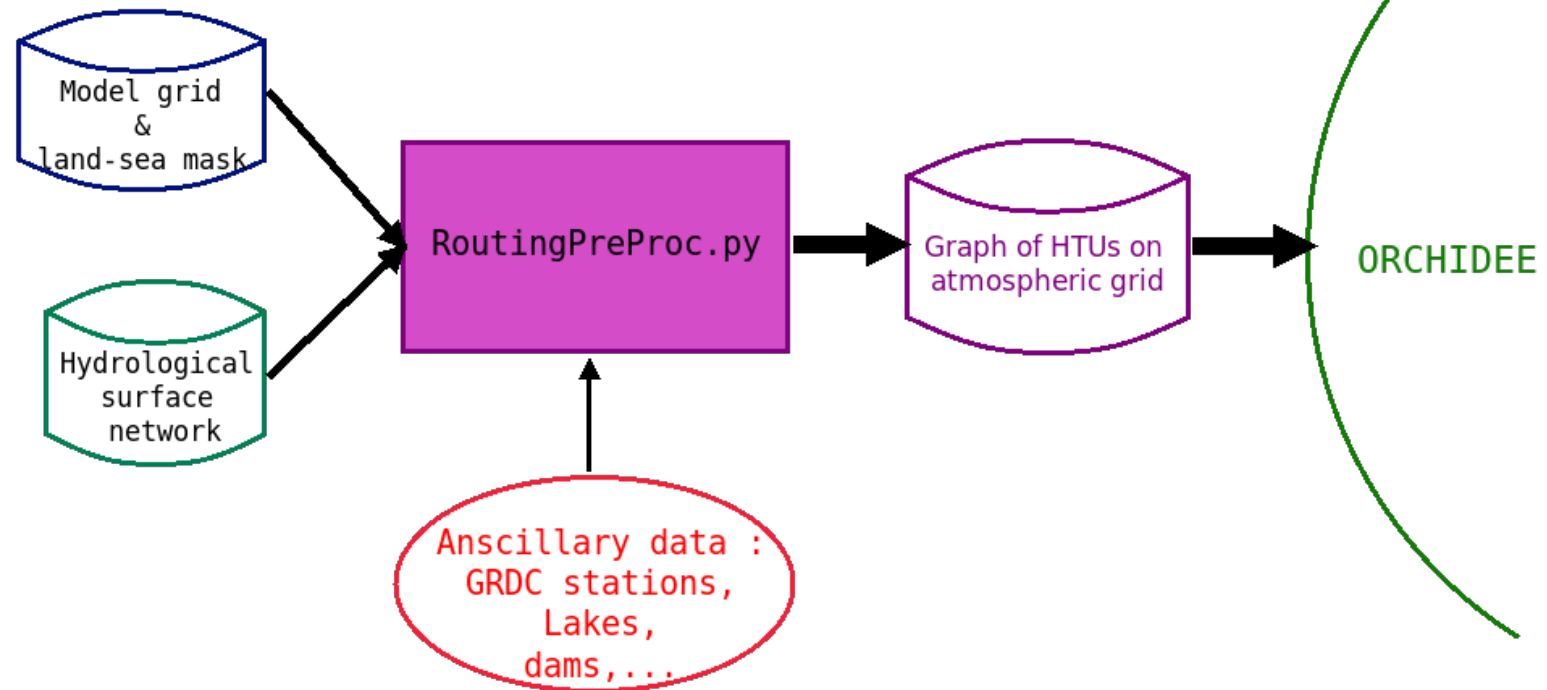 Model grid
&
land-sea mask
Hydrological
surface
network
RoutingPreProc.py
Anscillary data :
GRDC stations,
Lakes,
dams,...
Graph of HTUs on
atmospheric grid
ORCHIDEE